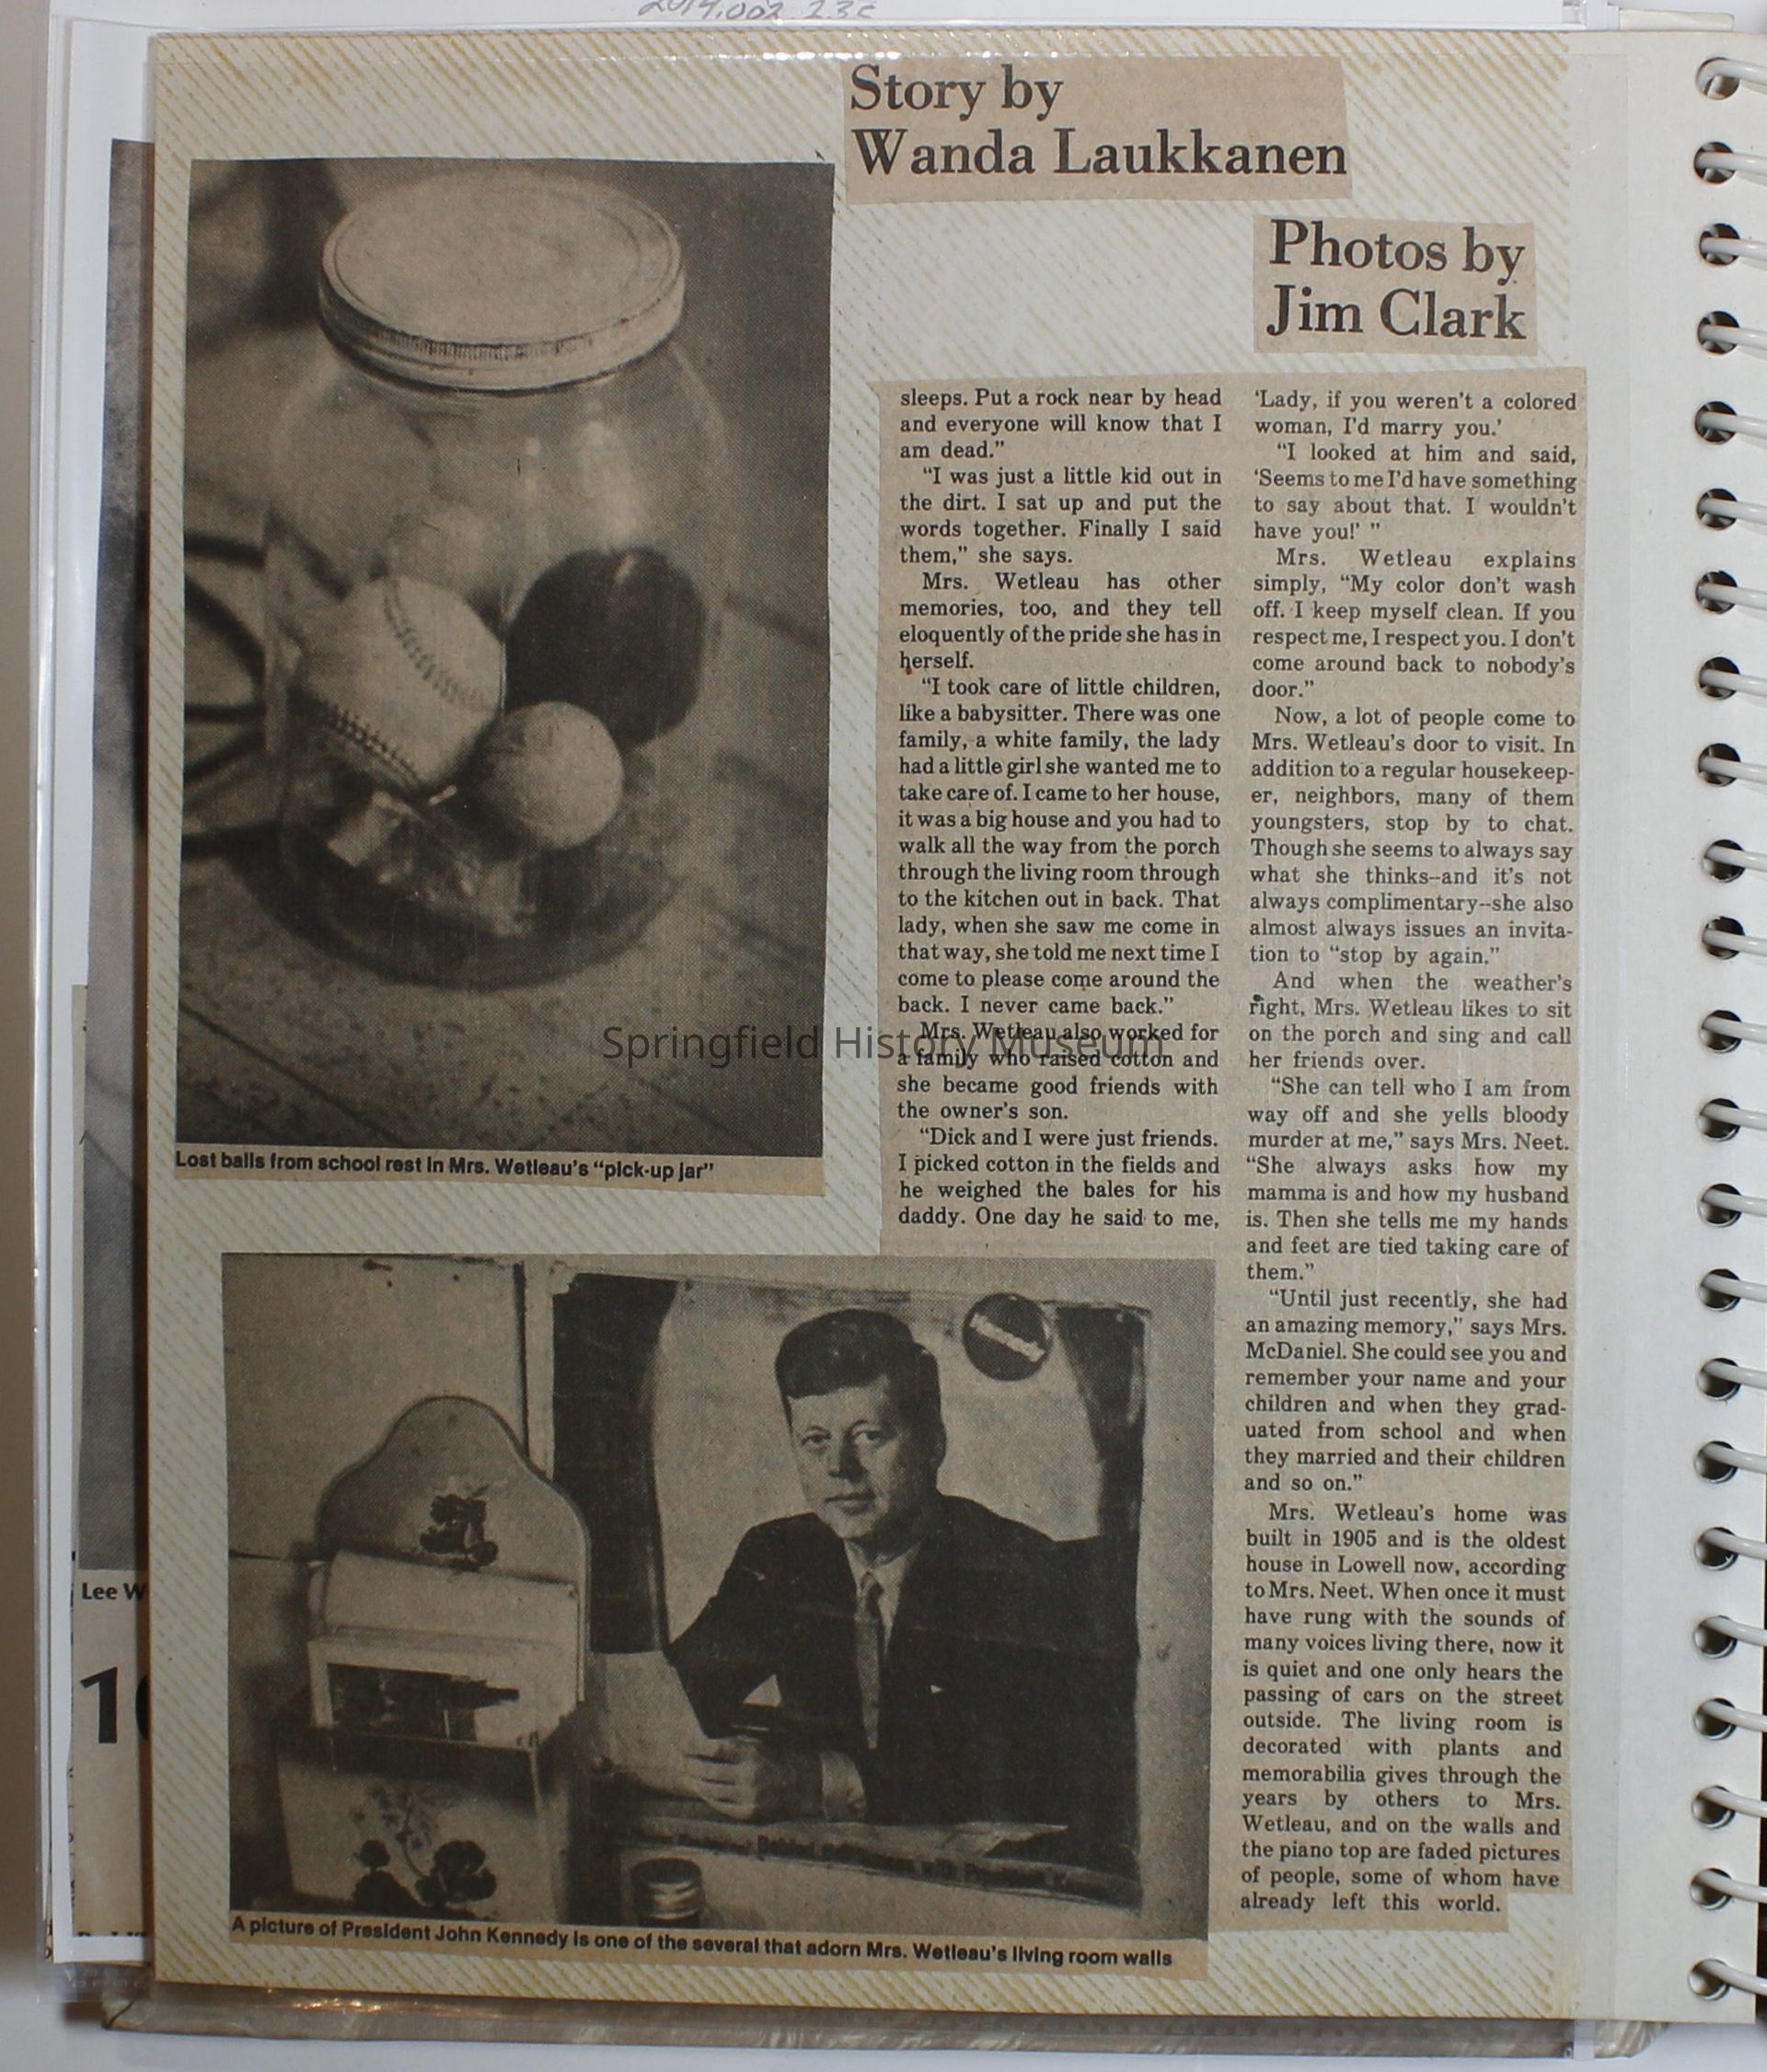 2014.002 23c
Story by
Wanda Laukkanen
Photos by
Jim Clark
Lost balls from school rest in Mrs. Wetleau's "pick-up jar"
sleeps. Put a rock near by head
and everyone will know that I
am dead."
"I was just a little kid out in
the dirt. I sat up and put the
words together. Finally I said
them," she says.
Mrs. Wetleau has other
memories, too, and they tell
eloquently of the pride she has in
herself.
"I took care of little children,
like a babysitter. There was one
family, a white family, the lady
had a little girl she wanted me to
take care of. I came to her house,
it was a big house and you had to
walk all the way from the porch
through the living room through
to the kitchen out in back. That
lady, when she saw me come in
that way, she told me next time I
come to please come around the
back. I never came back."
Mrs. Wetleau also worked for
a family who raised cotton and
she became good friends with
the owner's son.
"Dick and I were just friends.
I picked cotton in the fields and
he weighed the bales for his
daddy. One day he said to me,
'Lady, if you weren't a colored
woman, I'd marry you.'
"I looked at him and said,
'Seems to me I'd have something
to say about that. I wouldn't
have you!' "
Mrs. Wetleau explains
simply, "My color don't wash
off. I keep myself clean. If you
respect me, I respect you. I don't
come around back to nobody's
door."
Now, a lot of people come to
Mrs. Wetleau's door to visit. In
addition to a regular housekeep-
er, neighbors, many of them
youngsters, stop by to chat.
Though she seems to always say
what she thinks--and it's not
always complimentary--she also
almost always issues an invita-
tion to "stop by again."
And when the weather's
right, Mrs. Wetleau likes to sit
on the porch and sing and call
her friends over.
"She can tell who I am from
way off and she yells bloody
murder at me," says Mrs. Neet.
"She always asks how my
mamma is and how my husband
is. Then she tells me my hands
and feet are tied taking care of
them."
"Until just recently, she had
an amazing memory," says Mrs.
McDaniel. She could see you and
remember your name and your
children and when they grad-
uated from school and when
they married and their children
and so on."
Mrs. Wetleau's home was
built in 1905 and is the oldest
house in Lowell now, according
to Mrs. Neet. When once it must
have rung with the sounds of
many voices living there, now it
is quiet and one only hears the
passing of cars on the street
outside. The living room is
decorated with plants and
memorabilia gives through the
years by others to Mrs.
Wetleau, and on the walls and
the piano top are faded pictures
of people, some of whom have
already left this world.
Springfield History Museum
A picture of President John Kennedy is one of the several that adorn Mrs. Wetleau's living room walls
Lee W